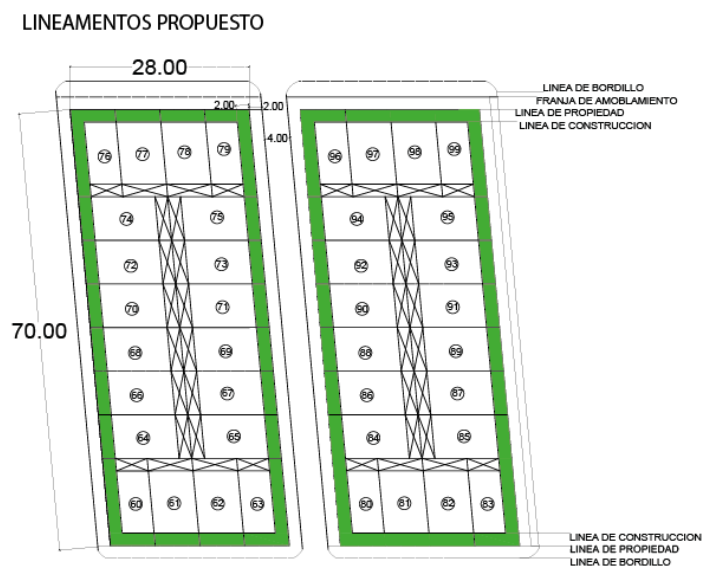 LINEAMENTOS PROPUESTO
28.00
2.00 2.00
4.00
LINEA DE BORDILLO
FRANJA DE AMOBLAMIENTO
LINEA DE PROPIEDAD
LINEA DE CONSTRUCCION
76 77 78 79 96 97 98 99
74 75 94 95
72 73 92 93
70 71 90 91
70.00
68 69 88 89
66 67 86 87
64 65 84 85
60 61 62 63 80 81 82 83
LINEA DE CONSTRUCCION
LINEA DE PROPIEDAD
LINEA DE BORDILLO